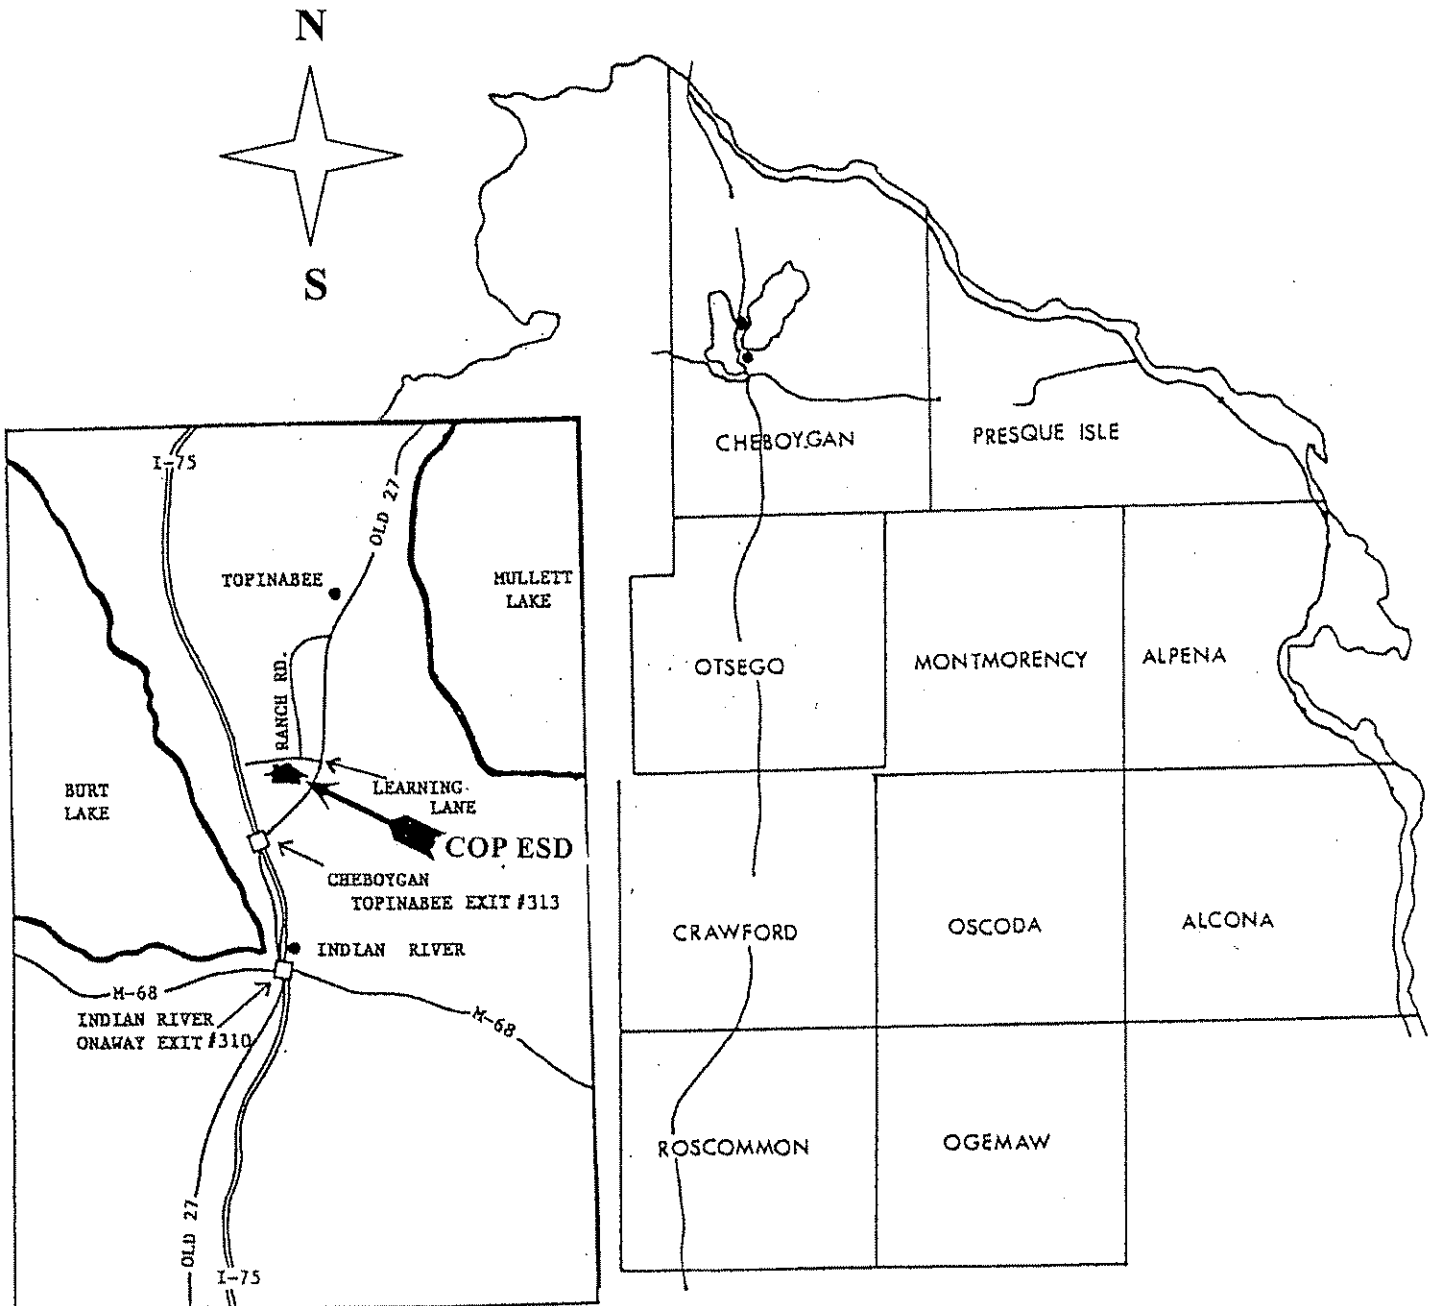 N
S
CHEBOYGAN
PRESQUE ISLE
OTSEGO
MONTMORENCY
ALPENA
CRAWFORD
OSCODA
ALCONA
ROSCOMMON
OGEMAW
I-75
OLD 27
TOPINABEE
MULLETT
LAKE
RANCH RD.
BURT
LAKE
LEARNING
LANE
COP ESD
CHEBOYGAN
TOPINABEE EXIT #313
INDIAN RIVER
M-68
INDIAN RIVER
ONAWAY EXIT #310
M-68
OLD 27
I-75